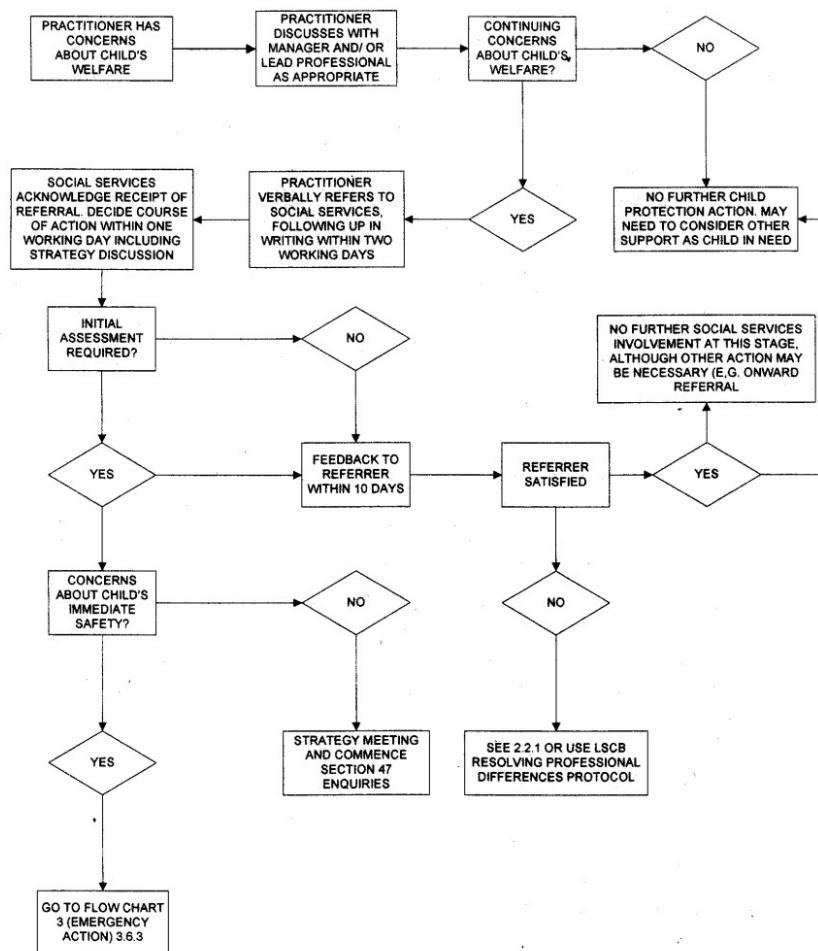 PRACTITIONER HAS
CONCERNS
ABOUT CHILD'S
WELFARE
PRACTITIONER
DISCUSSES WITH
MANAGER AND/ OR
LEAD PROFESSIONAL
AS APPROPRIATE
CONTINUING
CONCERNS
ABOUT CHILD'S
WELFARE?
NO
SOCIAL SERVICES
ACKNOWLEDGE RECEIPT OF
REFERRAL. DECIDE COURSE
OF ACTION WITHIN ONE
WORKING DAY INCLUDING
STRATEGY DISCUSSION
PRACTITIONER
VERBALLY REFERS TO
SOCIAL SERVICES,
FOLLOWING UP IN
WRITING WITHIN TWO
WORKING DAYS
YES
NO FURTHER CHILD
PROTECTION ACTION. MAY
NEED TO CONSIDER OTHER
SUPPORT AS CHILD IN NEED
INITIAL
ASSESSMENT
REQUIRED?
NO
NO FURTHER SOCIAL SERVICES
INVOLVEMENT AT THIS STAGE,
ALTHOUGH OTHER ACTION MAY
BE NECESSARY (E,G. ONWARD
REFERRAL
YES
FEEDBACK TO
REFERRER
WITHIN 10 DAYS
REFERRER
SATISFIED
YES
CONCERNS
ABOUT CHILD'S
IMMEDIATE
SAFETY?
NO
NO
YES
STRATEGY MEETING
AND COMMENCE
SECTION 47
ENQUIRIES
SEE 2.2.1 OR USE LSCB
RESOLVING PROFESSIONAL
DIFFERENCES PROTOCOL
GO TO FLOW CHART
3 (EMERGENCY
ACTION) 3.6.3